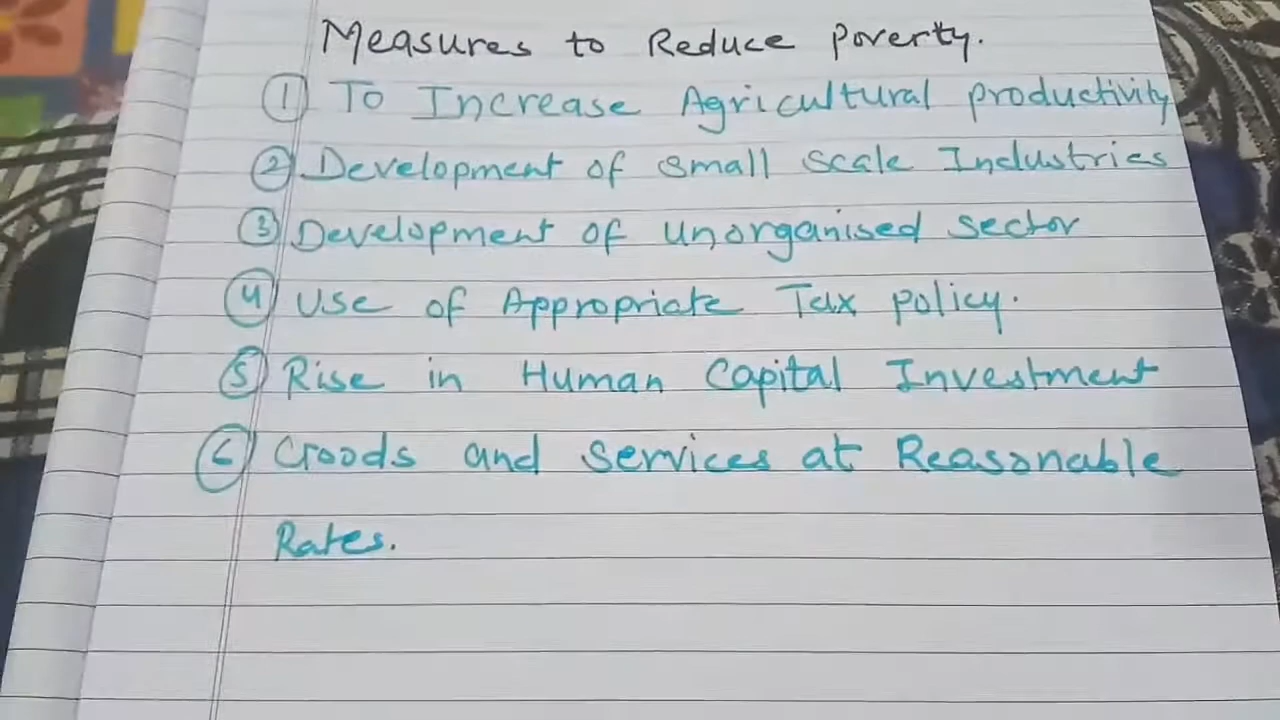 Measures to Reduce Poverty.
① To Increase Agricultural productivity
② Development of Small Scale Industries
③ Development of Unorganised Sector
④ Use of Appropriate Tax policy.
⑤ Rise in Human Capital Investment
⑥ Goods and Services at Reasonable
Rates.